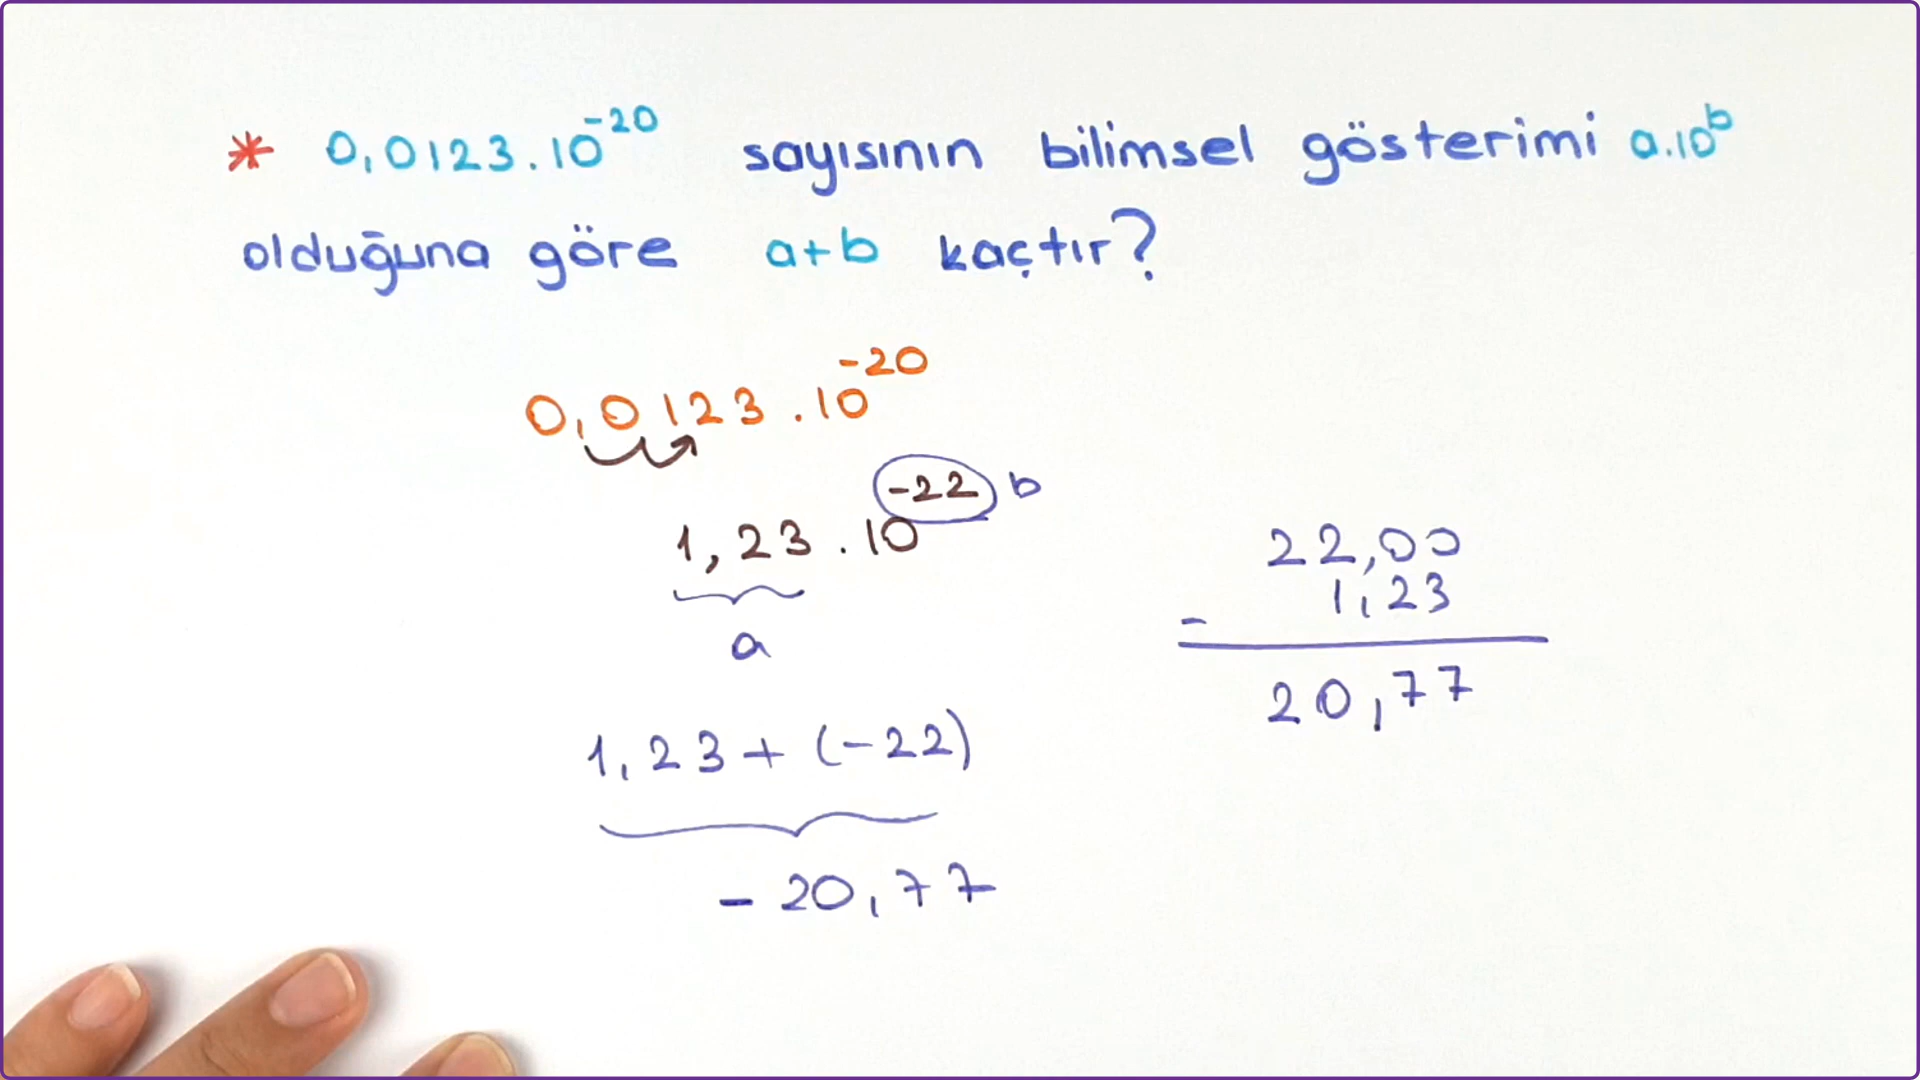 * 0,0123.10⁻²⁰ sayısının bilimsel gösterimi a.10ᵇ
olduğuna göre a+b kaçtır?
0,0123.10⁻²⁰
1,23.10⁻²² b
a
1,23+(-22)
-20,77
22,00
- 1,23
20,77